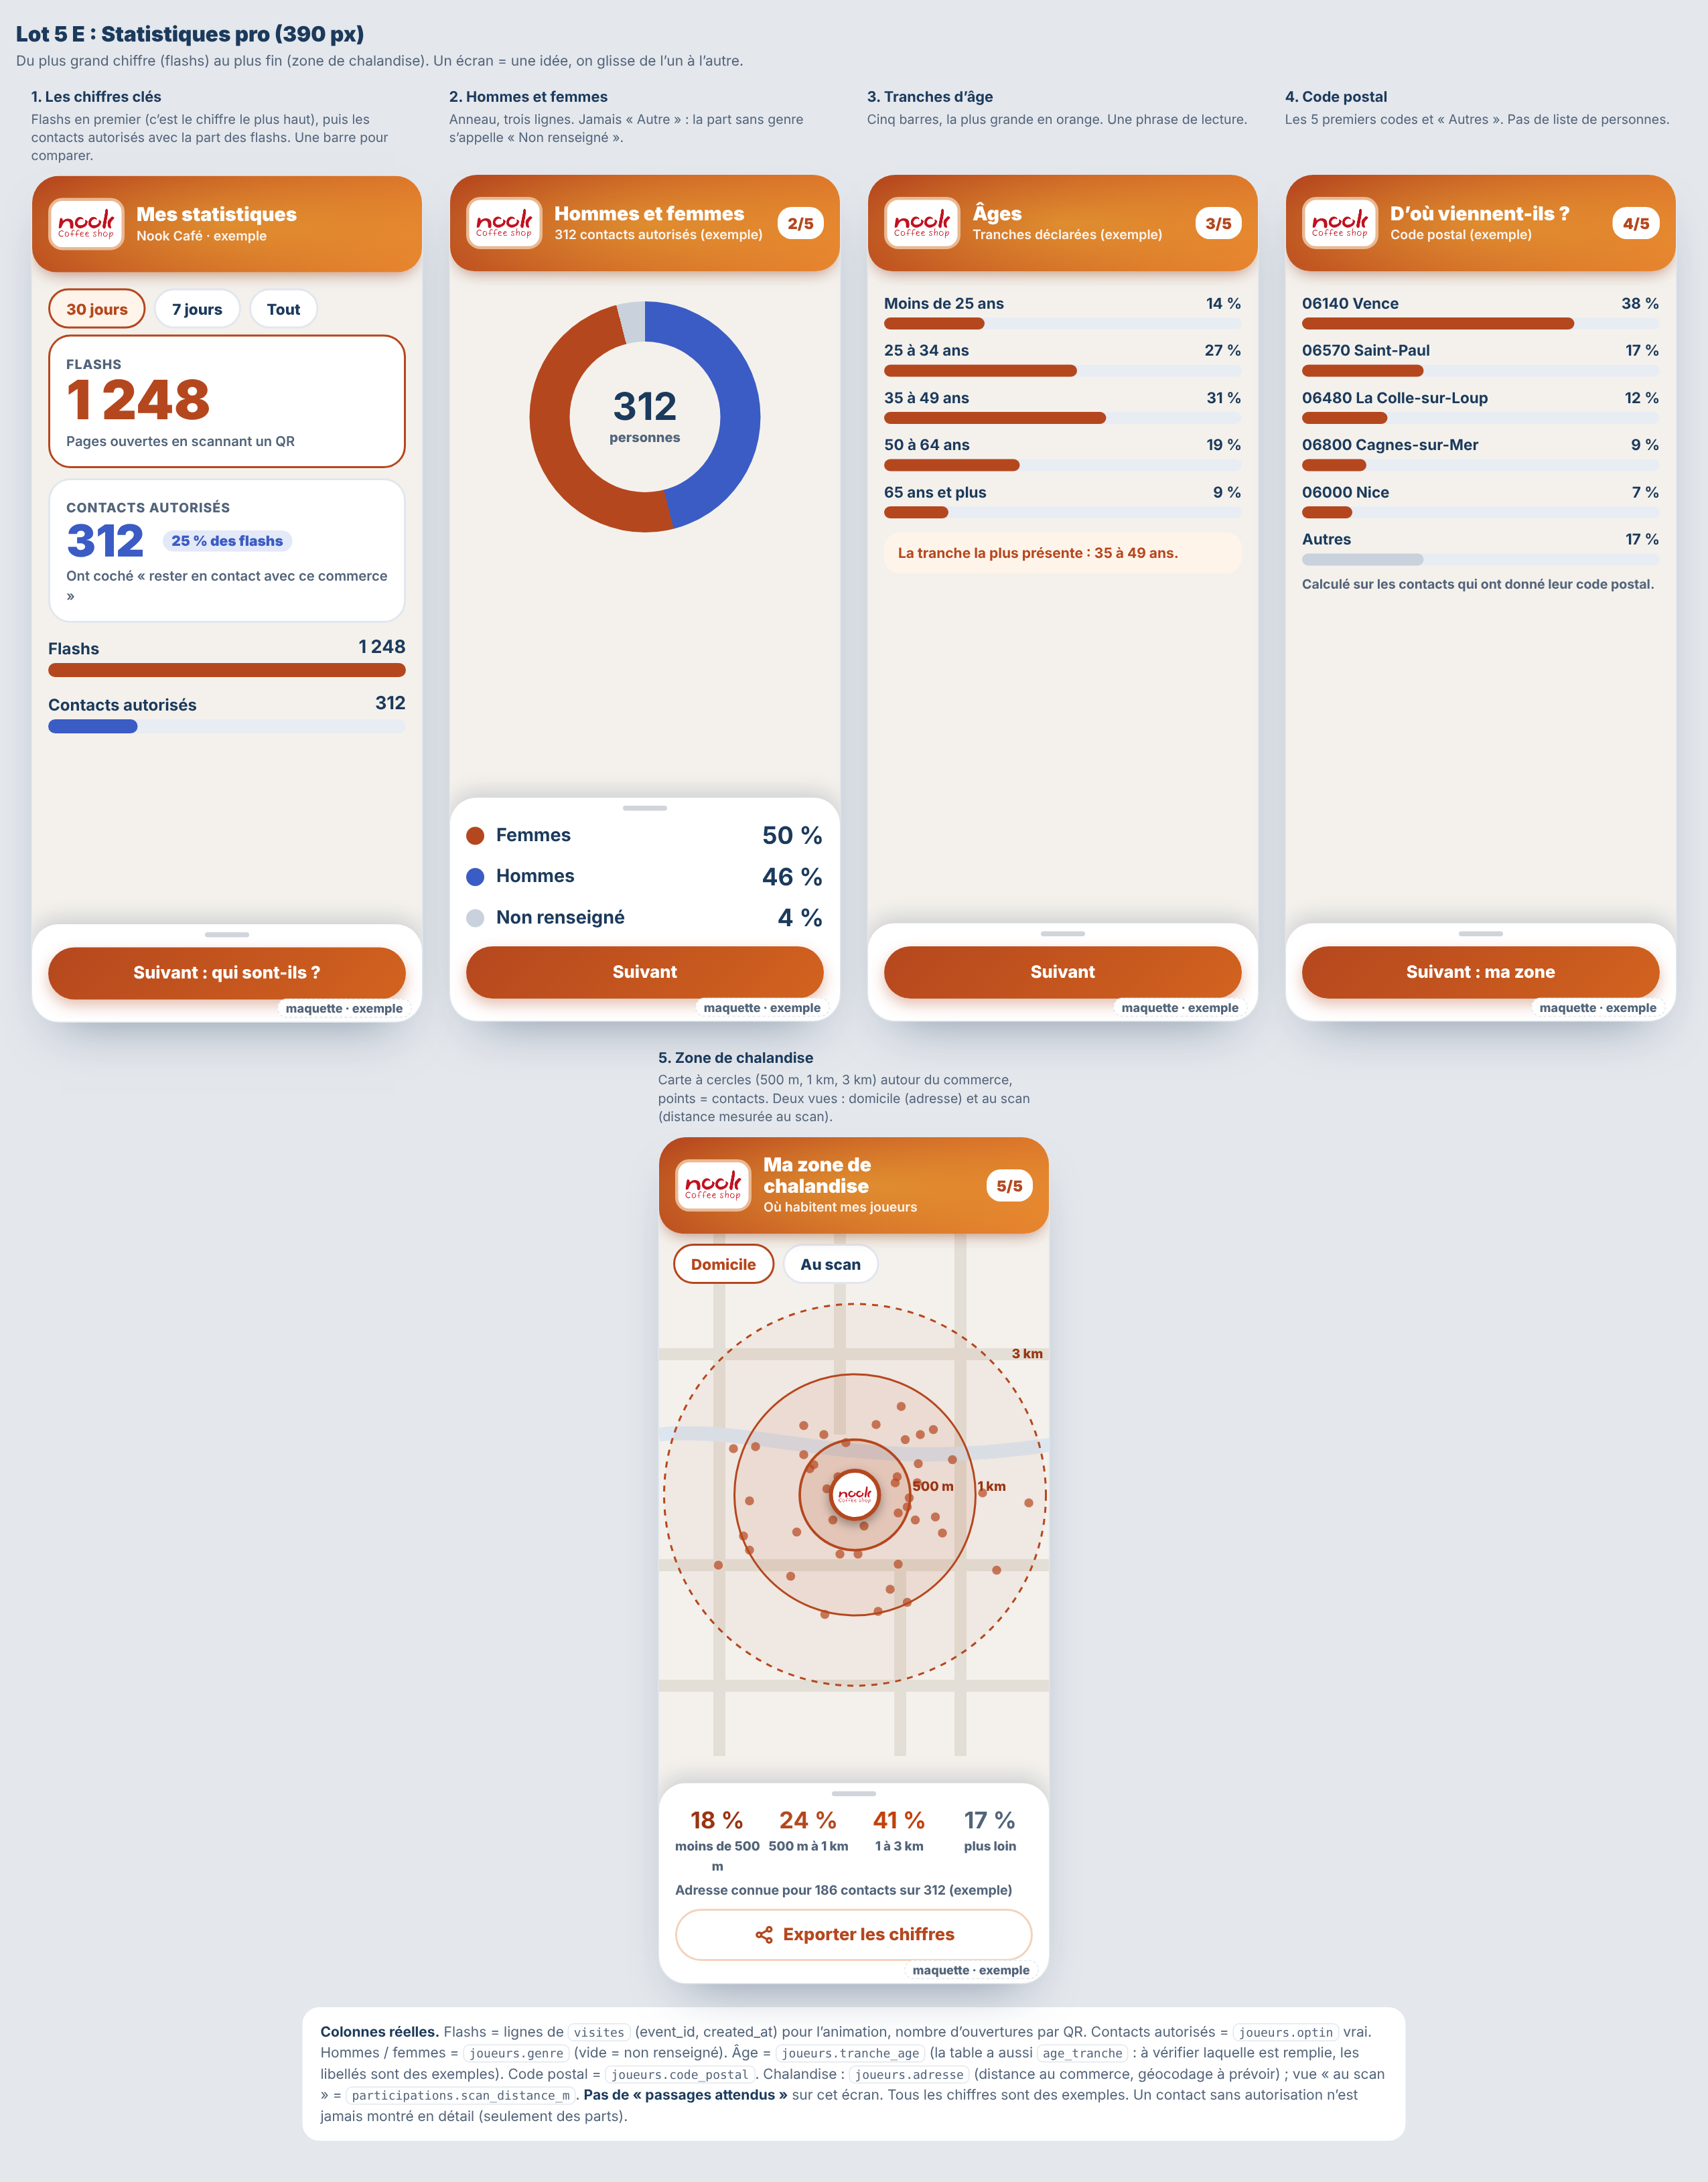 Lot 5 E : Statistiques pro (390 px)
Du plus grand chiffre (flashs) au plus fin (zone de chalandise). Un écran = une idée, on glisse de l’un à l’autre.
1. Les chiffres clés
Flashs en premier (c’est le chiffre le plus haut), puis les
contacts autorisés avec la part des flashs. Une barre pour
comparer.
nook
Coffee shop
Mes statistiques
Nook Café · exemple
30 jours
7 jours
Tout
FLASHS
1 248
Pages ouvertes en scannant un QR
CONTACTS AUTORISÉS
312
25 % des flashs
Ont coché « rester en contact avec ce commerce
»
Flashs
1 248
Contacts autorisés
312
Suivant : qui sont-ils ?
maquette · exemple
2. Hommes et femmes
Anneau, trois lignes. Jamais « Autre » : la part sans genre
s’appelle « Non renseigné ».
nook
Coffee shop
Hommes et femmes
312 contacts autorisés (exemple)
2/5
312
personnes
Femmes
50 %
Hommes
46 %
Non renseigné
4 %
Suivant
maquette · exemple
3. Tranches d’âge
Cinq barres, la plus grande en orange. Une phrase de lecture.
nook
Coffee shop
Âges
Tranches déclarées (exemple)
3/5
Moins de 25 ans
14 %
25 à 34 ans
27 %
35 à 49 ans
31 %
50 à 64 ans
19 %
65 ans et plus
9 %
La tranche la plus présente : 35 à 49 ans.
Suivant
maquette · exemple
4. Code postal
Les 5 premiers codes et « Autres ». Pas de liste de personnes.
nook
Coffee shop
D’où viennent-ils ?
Code postal (exemple)
4/5
06140 Vence
38 %
06570 Saint-Paul
17 %
06480 La Colle-sur-Loup
12 %
06800 Cagnes-sur-Mer
9 %
06000 Nice
7 %
Autres
17 %
Calculé sur les contacts qui ont donné leur code postal.
Suivant : ma zone
maquette · exemple
5. Zone de chalandise
Carte à cercles (500 m, 1 km, 3 km) autour du commerce,
points = contacts. Deux vues : domicile (adresse) et au scan
(distance mesurée au scan).
nook
Coffee shop
Ma zone de
chalandise
Où habitent mes joueurs
5/5
Domicile
Au scan
3 km
500 m
1 km
nook
Coffee shop
18 %
24 %
41 %
17 %
moins de 500
m
500 m à 1 km
1 à 3 km
plus loin
Adresse connue pour 186 contacts sur 312 (exemple)
Exporter les chiffres
maquette · exemple
Colonnes réelles. Flashs = lignes de visites (event_id, created_at) pour l’animation, nombre d’ouvertures par QR. Contacts autorisés = joueurs.optin vrai.
Hommes / femmes = joueurs.genre (vide = non renseigné). Âge = joueurs.tranche_age (la table a aussi age_tranche : à vérifier laquelle est remplie, les
libellés sont des exemples). Code postal = joueurs.code_postal. Chalandise : joueurs.adresse (distance au commerce, géocodage à prévoir) ; vue « au scan
» = participations.scan_distance_m. Pas de « passages attendus » sur cet écran. Tous les chiffres sont des exemples. Un contact sans autorisation n’est
jamais montré en détail (seulement des parts).